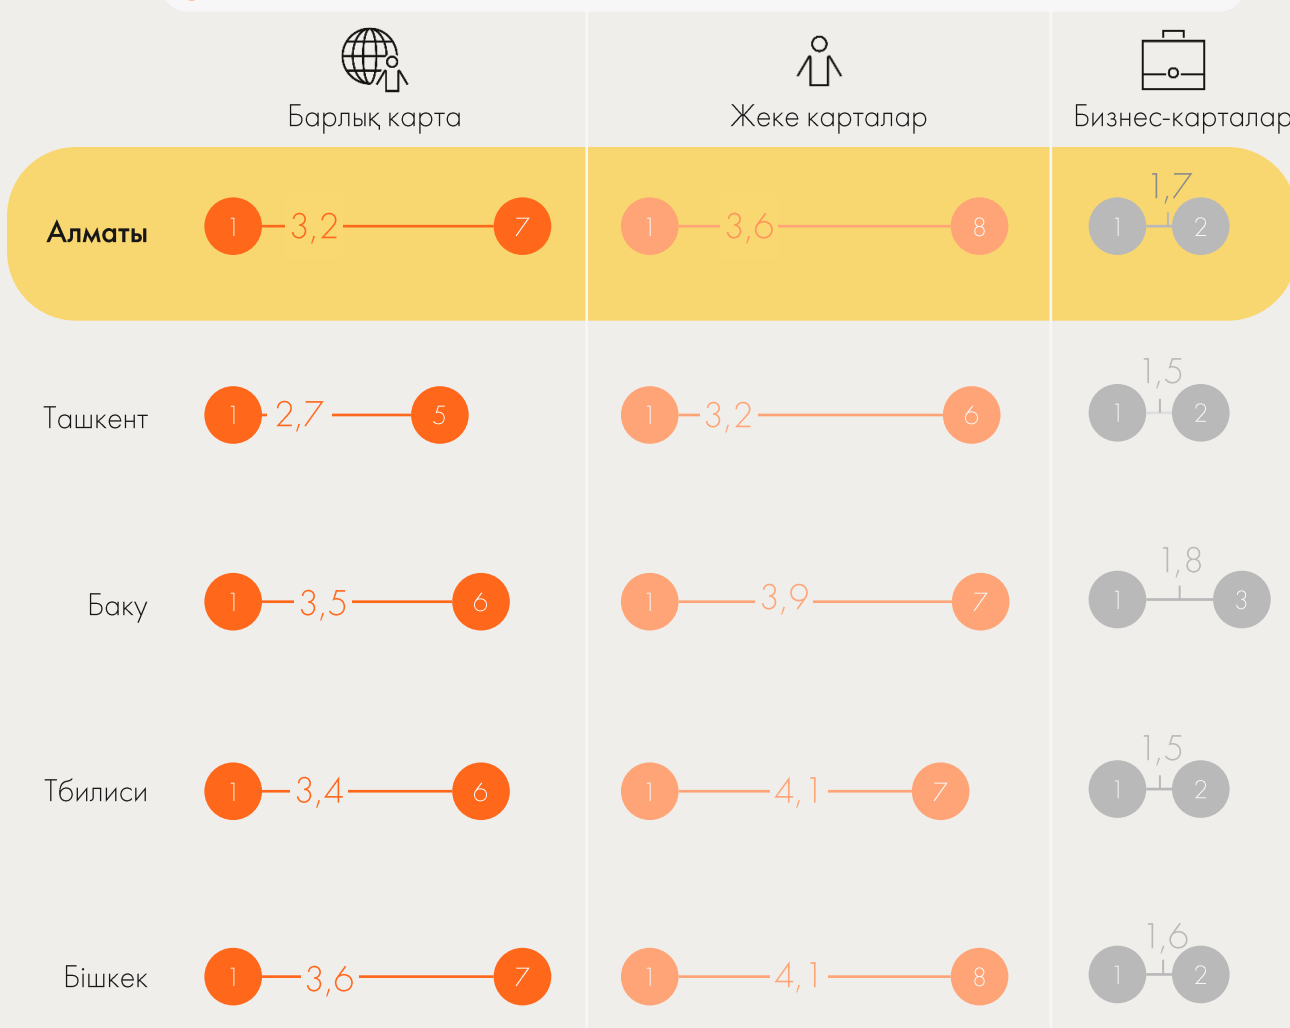 Барлық карта
Жеке карталар
Бизнес-карталар
Алматы 1 3,2 7 1 3,6 8 1 1,7 2
Ташкент 1 2,7 5 1 3,2 6 1 1,5 2
Баку 1 3,5 6 1 3,9 7 1 1,8 3
Тбилиси 1 3,4 6 1 4,1 7 1 1,5 2
Бішкек 1 3,6 7 1 4,1 8 1 1,6 2